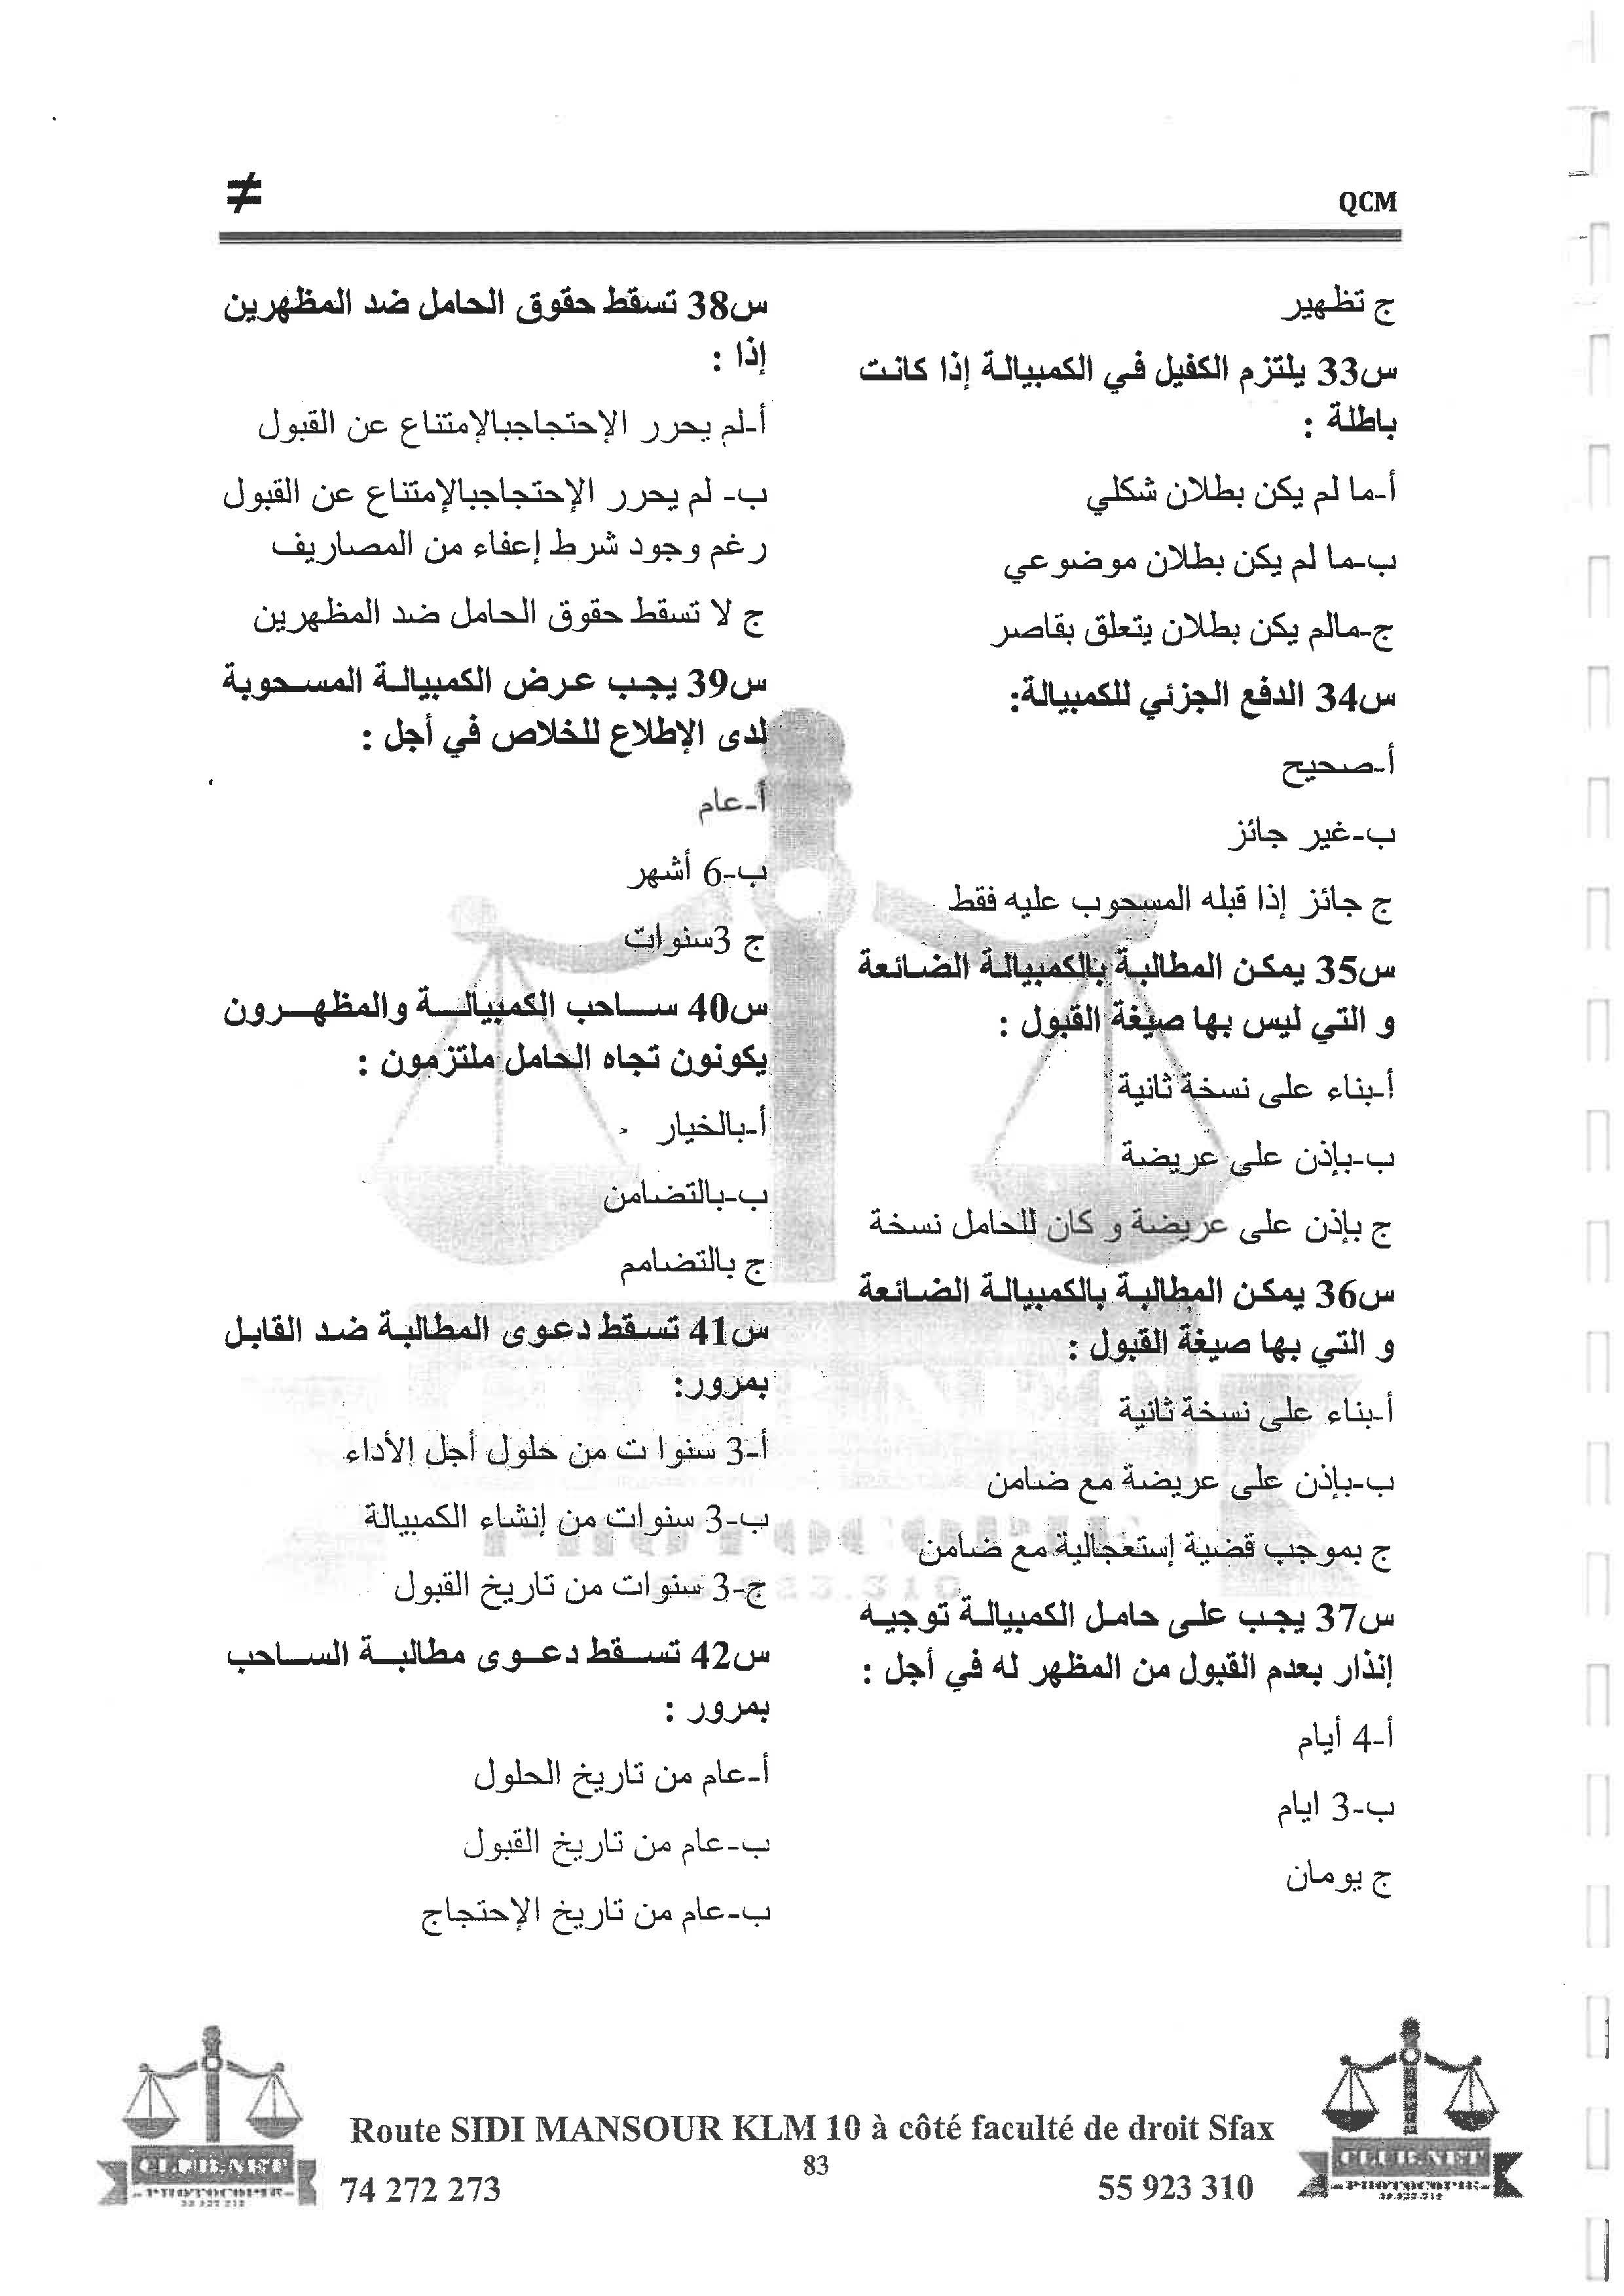 ≠
QCM
ج تظهير
س33 يلتزم الكفيل في الكمبيالة إذا كانت
باطلة :
أ-ما لم يكن بطلان شكلي
ب-ما لم يكن بطلان موضوعي
ج-مالم يكن بطلان يتعلق بقاصر
س34 الدفع الجزئي للكمبيالة:
أ-صحيح
ب-غير جائز
ج جائز إذا قبله المسحوب عليه فقط
س35 يمكن المطالبة بالكمبيالة الضائعة
و التي ليس بها صيغة القبول :
أ-بناء على نسخة ثانية
ب-بإذن على عريضة
ج بإذن على عريضة و كان للحامل نسخة
س36 يمكن المطالبة بالكمبيالة الضائعة
و التي بها صيغة القبول :
أ-بناء على نسخة ثانية
ب-بإذن على عريضة مع ضامن
ج بموجب قضية إستعجالية مع ضامن
س37 يجب على حامل الكمبيالة توجيه
إنذار بعدم القبول من المظهر له في أجل :
أ-4 أيام
ب-3 ايام
ج يومان
س38 تسقط حقوق الحامل ضد المظهرين
إذا :
أ-لم يحرر الإحتجاجبالإمتناع عن القبول
ب- لم يحرر الإحتجاجبالإمتناع عن القبول
رغم وجود شرط إعفاء من المصاريف
ج لا تسقط حقوق الحامل ضد المظهرين
س39 يجب عرض الكمبيالة المسحوبة
لدى الإطلاع للخلاص في أجل :
أ-عام
ب-6 أشهر
ج 3سنوات
س40 ساحب الكمبيالة والمظهرون
يكونون تجاه الحامل ملتزمون :
أ-بالخيار
ب-بالتضامن
ج بالتضامم
س41 تسقط دعوى المطالبة ضد القابل
بمرور:
أ-3 سنوا ت من حلول أجل الأداء
ب-3 سنوات من إنشاء الكمبيالة
ج-3 سنوات من تاريخ القبول
س42 تسقط دعوى مطالبة الساحب
بمرور :
أ-عام من تاريخ الحلول
ب-عام من تاريخ القبول
ب-عام من تاريخ الإحتجاج
Route SIDI MANSOUR KLM 10 à côté faculté de droit Sfax
83
74 272 273
55 923 310
CLUB.NET
PHOTOCOPIE
CLUB.NET
PHOTOCOPIE